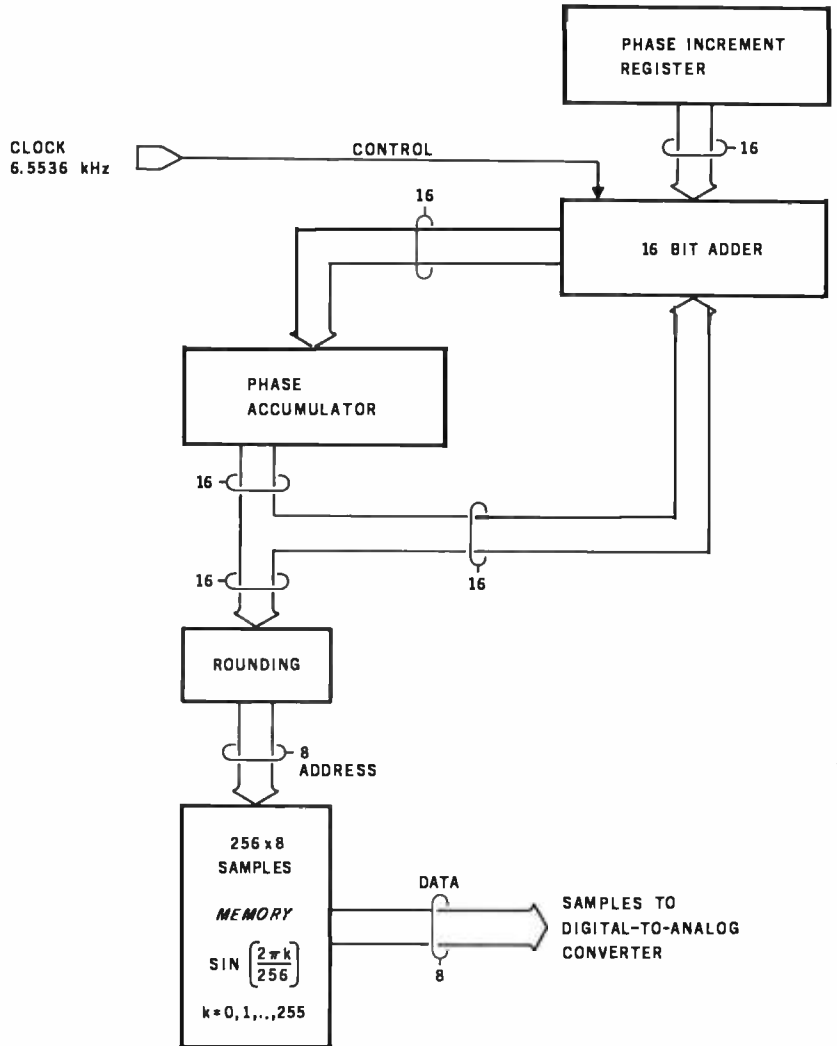 PHASE INCREMENT
REGISTER
CLOCK
6.5536 kHz
CONTROL
16
16
16 BIT ADDER
PHASE
ACCUMULATOR
16
16
16
ROUNDING
8
ADDRESS
256 x 8
SAMPLES
MEMORY
SIN (2πk/256)
k=0,1,..,255
DATA
8
SAMPLES TO
DIGITAL-TO-ANALOG
CONVERTER